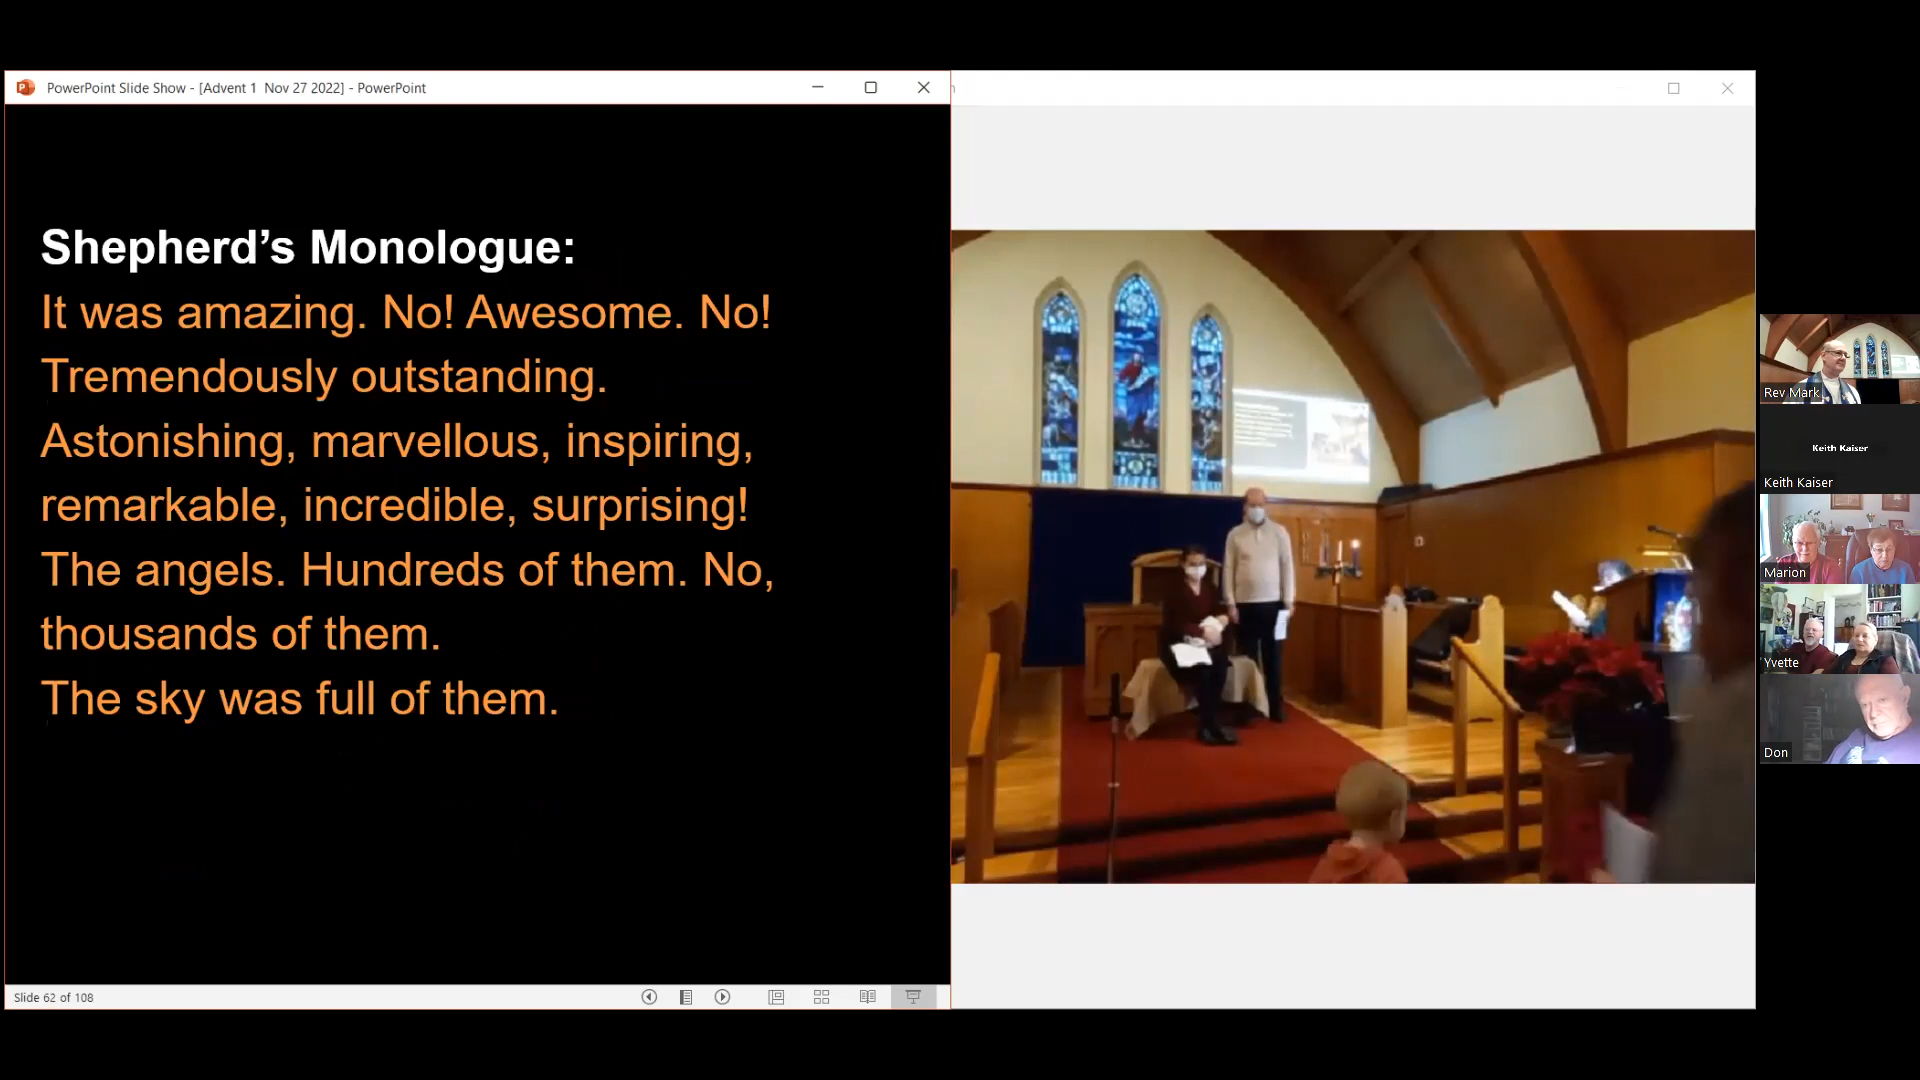 PowerPoint Slide Show - [Advent 1 Nov 27 2022] - PowerPoint
Shepherd’s Monologue:
It was amazing. No! Awesome. No!
Tremendously outstanding.
Astonishing, marvellous, inspiring,
remarkable, incredible, surprising!
The angels. Hundreds of them. No,
thousands of them.
The sky was full of them.
Slide 62 of 108
Rev Mark
Keith Kaiser
Keith Kaiser
Marion
Yvette
Don